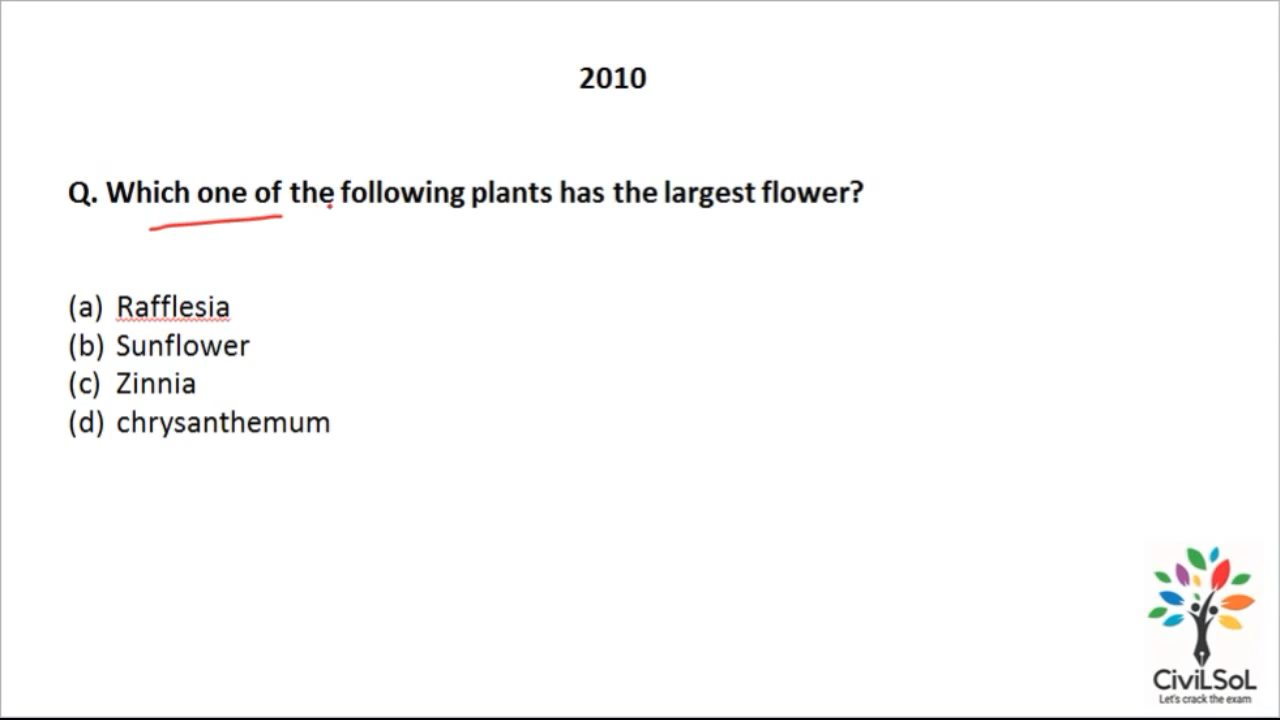 2010
Q. Which one of the following plants has the largest flower?
(a) Rafflesia
(b) Sunflower
(c) Zinnia
(d) chrysanthemum
CiviLSoL
Let's crack the exam